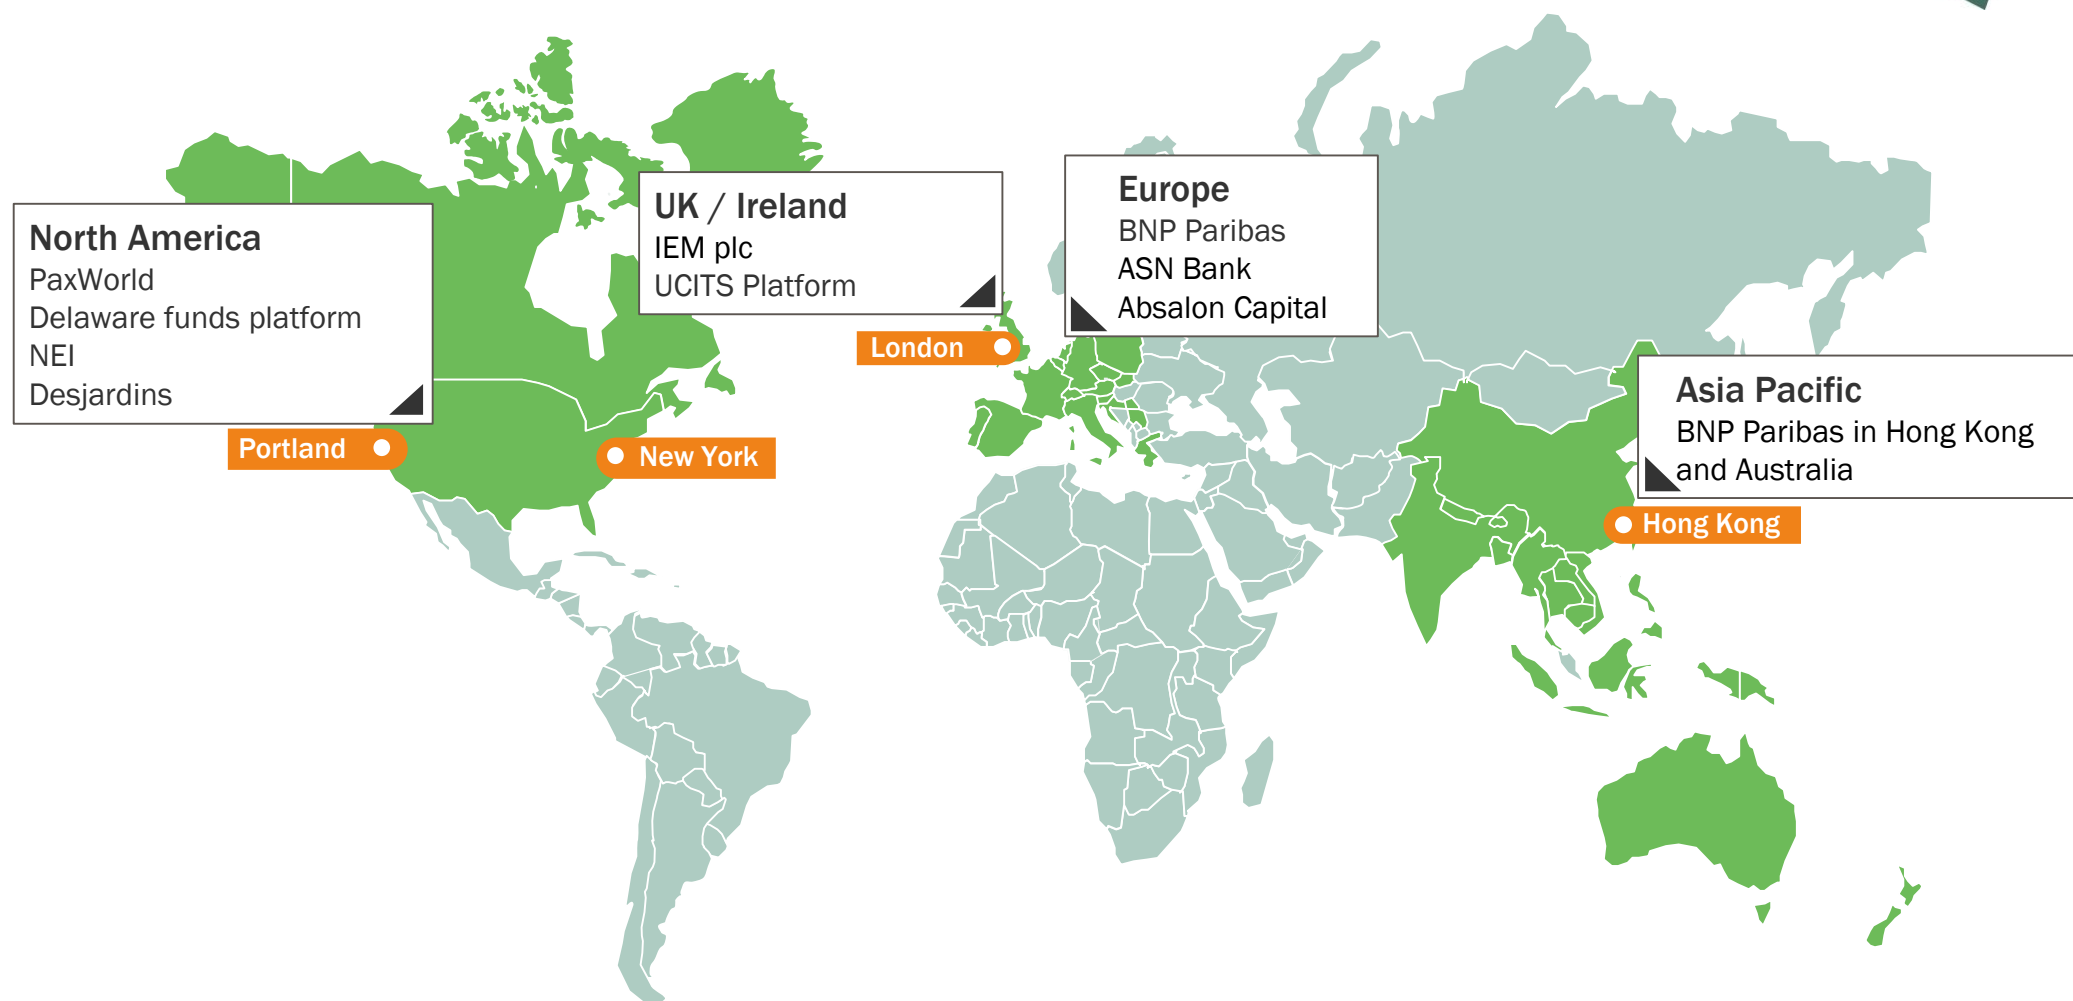 North America
PaxWorld
Delaware funds platform
NEI
Desjardins
UK / Ireland
IEM plc
UCITS Platform
Europe
BNP Paribas
ASN Bank
Absalon Capital
London
Asia Pacific
BNP Paribas in Hong Kong
and Australia
Portland
New York
Hong Kong